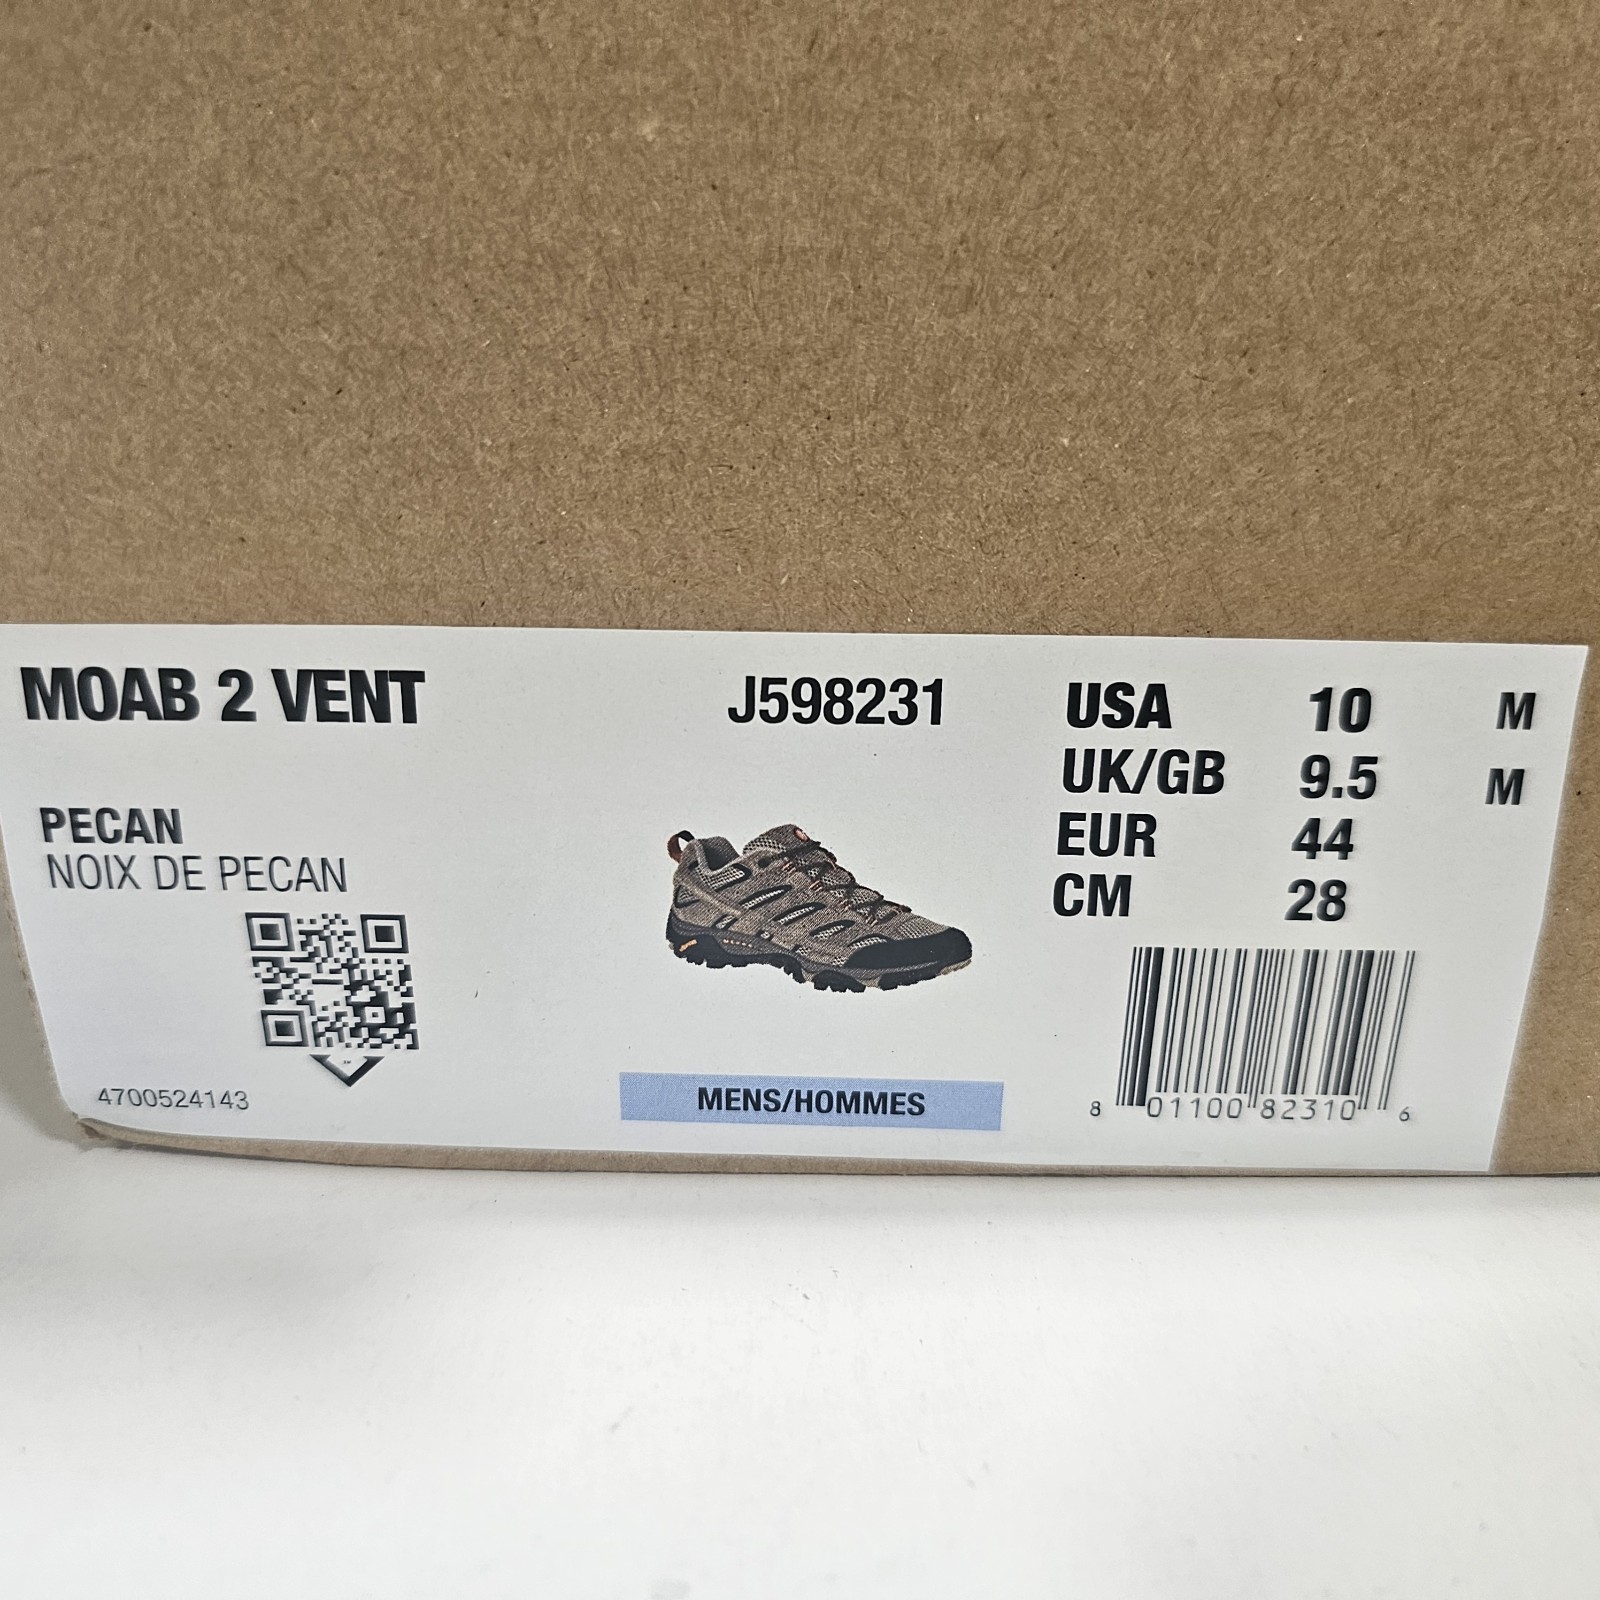 MOAB 2 VENT
J598231
USA 10 M
UK/GB 9.5 M
EUR 44
CM 28
PECAN
NOIX DE PECAN
4700524143
MENS/HOMMES
8 01100 82310 6